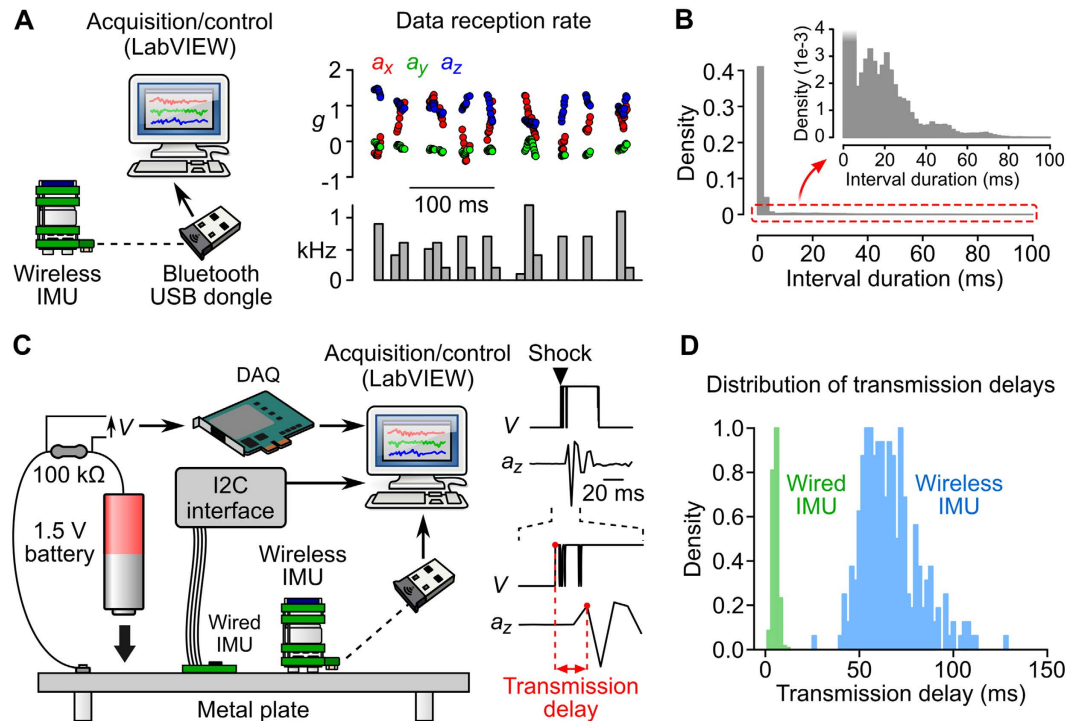 A
Acquisition/control
(LabVIEW)
Wireless
IMU
Bluetooth
USB dongle
Data reception rate
ax ay az
2
1
g
0
-1
100 ms
1
kHz
0
B
Density
0.4
0.3
0.2
0.1
0
0 20 40 60 80 100
Interval duration (ms)
Density (1e-3)
4
3
2
1
0
0 20 40 60 80 100
Interval duration (ms)
C
V
100 kΩ
1.5 V
battery
DAQ
I2C
interface
Acquisition/control
(LabVIEW)
Wireless
IMU
Wired
IMU
Metal plate
Shock
V
az
20 ms
V
az
Transmission
delay
D
Distribution of transmission delays
Density
1.0
0.8
0.6
0.4
0.2
0.0
Wired
IMU
Wireless
IMU
0 50 100 150
Transmission delay (ms)